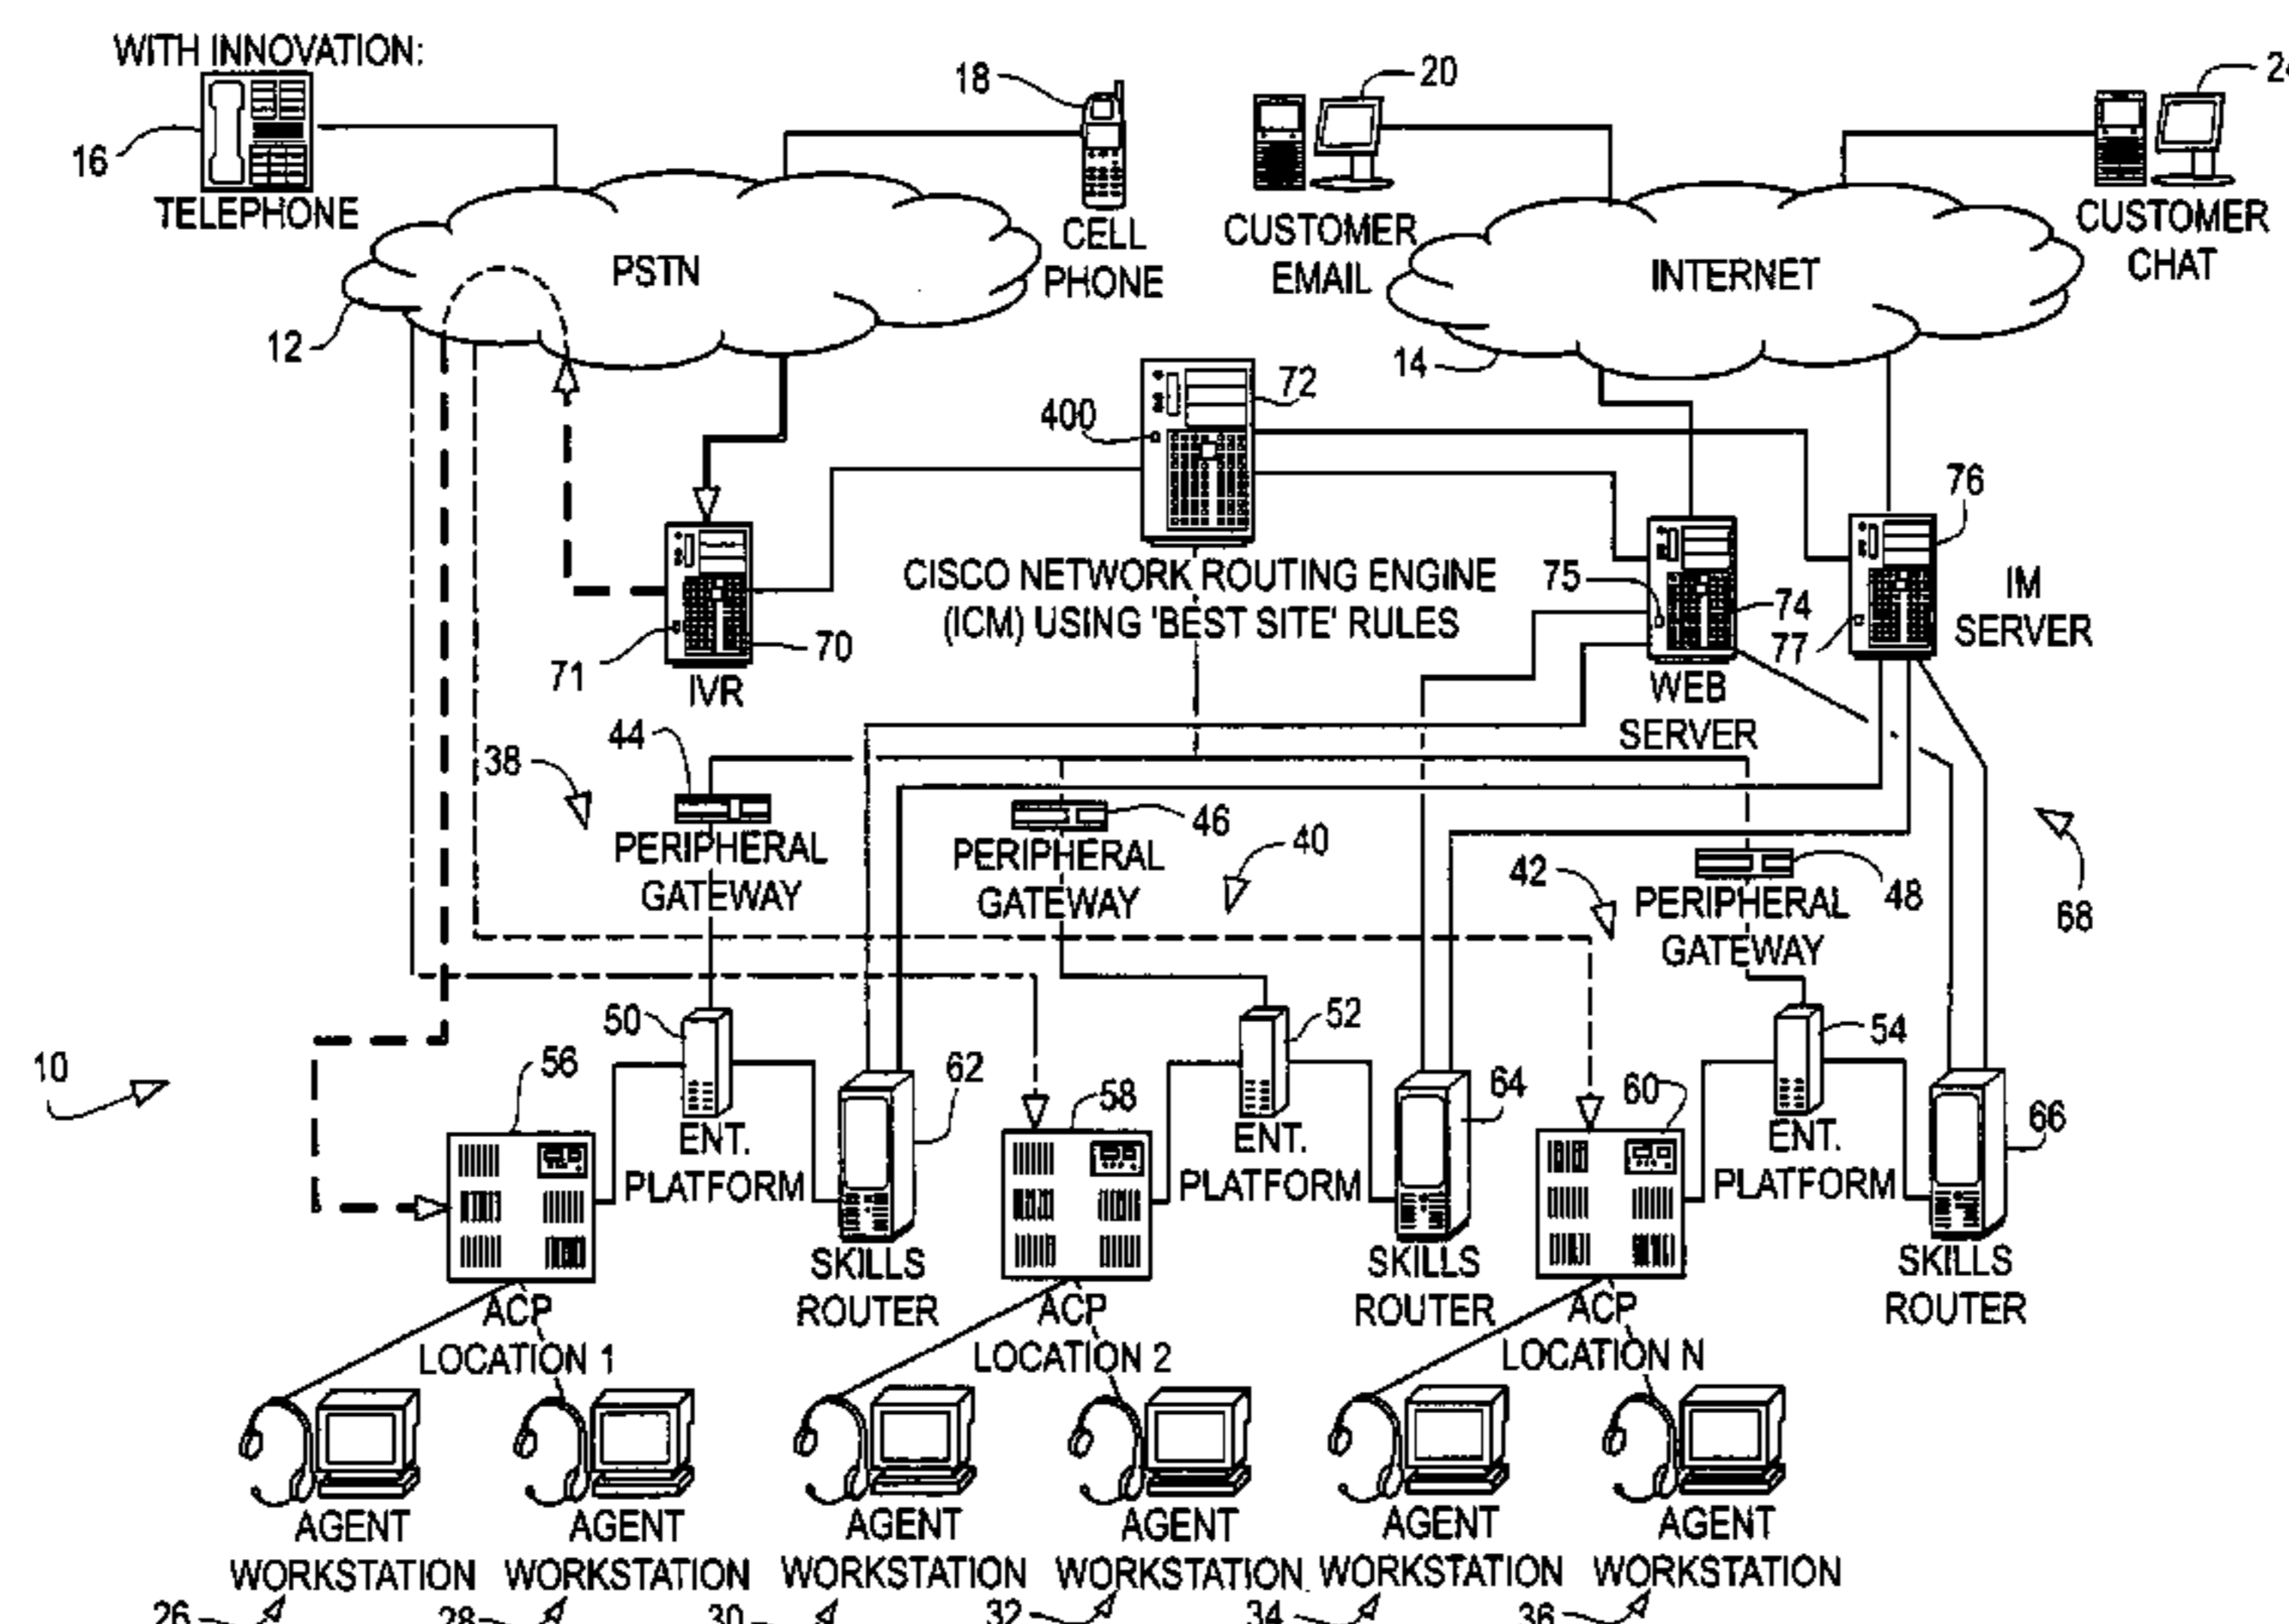 WITH INNOVATION:
16
TELEPHONE
18
CELL
PHONE
20
CUSTOMER
EMAIL
CUSTOMER
CHAT
PSTN
12
INTERNET
14
72
400
CISCO NETWORK ROUTING ENGINE
(ICM) USING 'BEST SITE' RULES
71
70
IVR
75
74
WEB
SERVER
76
77
IM
SERVER
38
44
PERIPHERAL
GATEWAY
46
PERIPHERAL
GATEWAY
40
42
48
PERIPHERAL
GATEWAY
68
10
50
ENT.
PLATFORM
52
ENT.
PLATFORM
54
ENT.
PLATFORM
56
62
58
64
60
66
SKILLS
ROUTER
SKILLS
ROUTER
SKILLS
ROUTER
ACP
LOCATION 1
ACP
LOCATION 2
ACP
LOCATION N
AGENT
WORKSTATION
AGENT
WORKSTATION
AGENT
WORKSTATION
AGENT
WORKSTATION
AGENT
WORKSTATION
AGENT
WORKSTATION
26
28
30
32
34
36